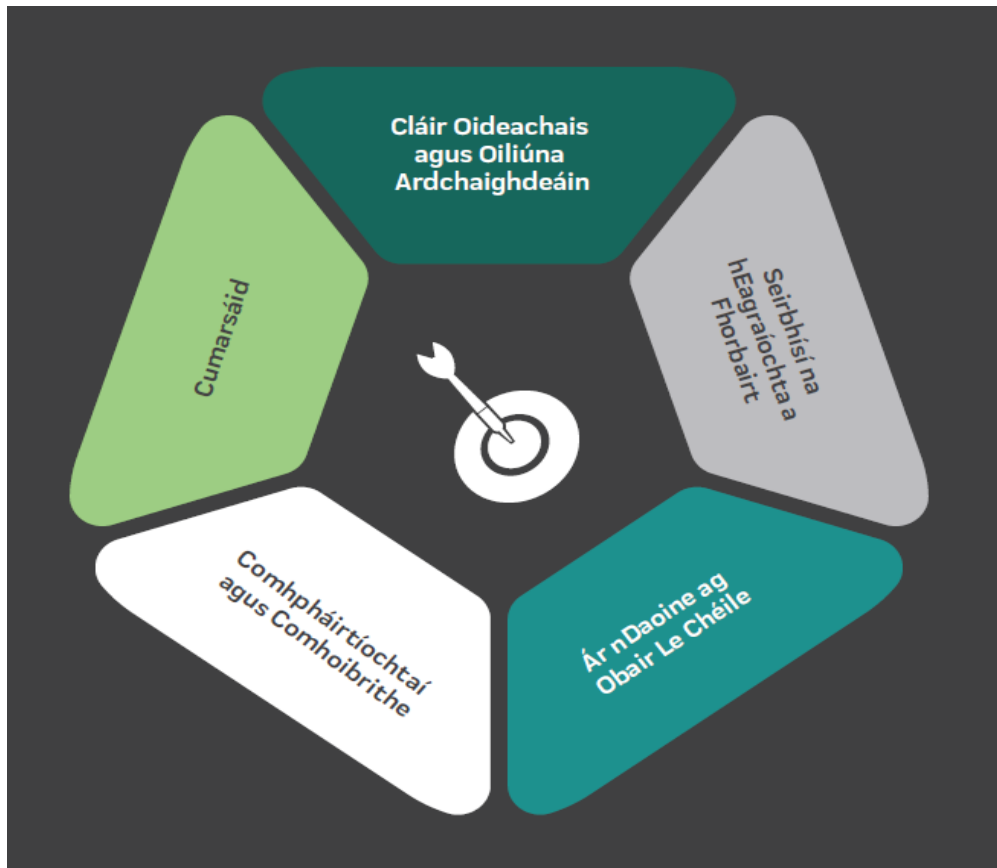 Cláir Oideachais
agus Oiliúna
Ardchaighdeáin
Seirbhísí na
hEagraíochta a
Fhorbairt
Ár nDaoine ag
Obair Le Chéile
Comhpháirtíochtaí
agus Comhoibrithe
Cumarsáid